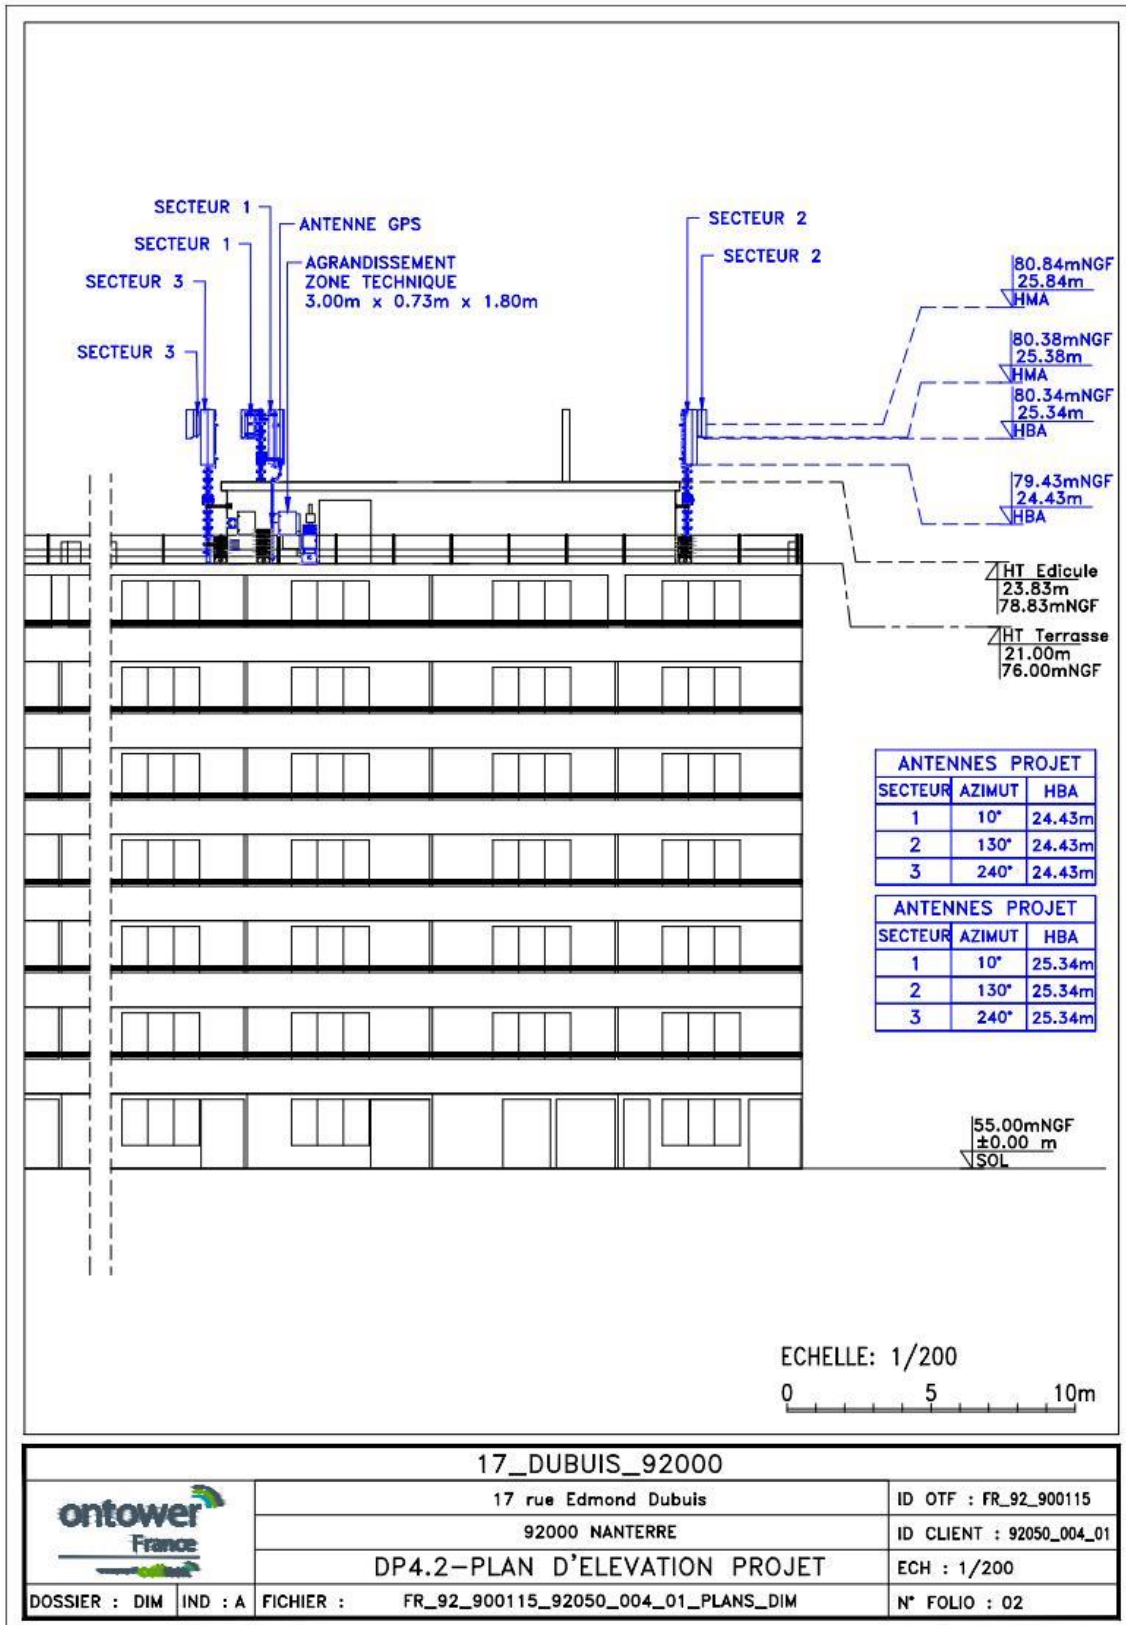 SECTEUR 1
SECTEUR 1
SECTEUR 3
SECTEUR 3
ANTENNE GPS
AGRANDISSEMENT
ZONE TECHNIQUE
3.00m x 0.73m x 1.80m
SECTEUR 2
SECTEUR 2
80.84mNGF
25.84m
HMA
80.38mNGF
25.38m
HMA
80.34mNGF
25.34m
HBA
79.43mNGF
24.43m
HBA
HT Edicule
23.83m
78.83mNGF
HT Terrasse
21.00m
76.00mNGF
ANTENNES PROJET
SECTEUR AZIMUT HBA
1 10° 24.43m
2 130° 24.43m
3 240° 24.43m
ANTENNES PROJET
SECTEUR AZIMUT HBA
1 10° 25.34m
2 130° 25.34m
3 240° 25.34m
55.00mNGF
±0.00 m
SOL
ECHELLE: 1/200
0 5 10m
17_DUBUIS_92000
ontower
France
17 rue Edmond Dubuis
ID OTF : FR_92_900115
92000 NANTERRE
ID CLIENT : 92050_004_01
DP4.2-PLAN D'ELEVATION PROJET
ECH : 1/200
DOSSIER : DIM IND : A FICHIER : FR_92_900115_92050_004_01_PLANS_DIM N° FOLIO : 02